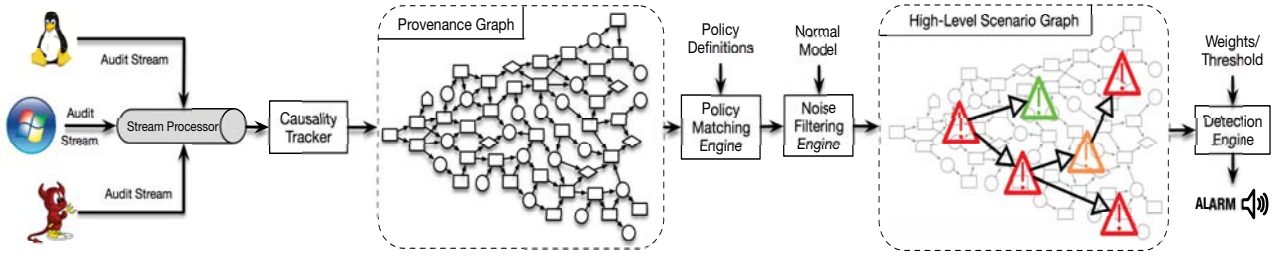 Audit Stream
Audit
Stream
Audit Stream
Stream Processor
Causality
Tracker
Provenance Graph
Policy
Definitions
Policy
Matching
Engine
Normal
Model
Noise
Filtering
Engine
High-Level Scenario Graph
Weights/
Threshold
Detection
Engine
ALARM